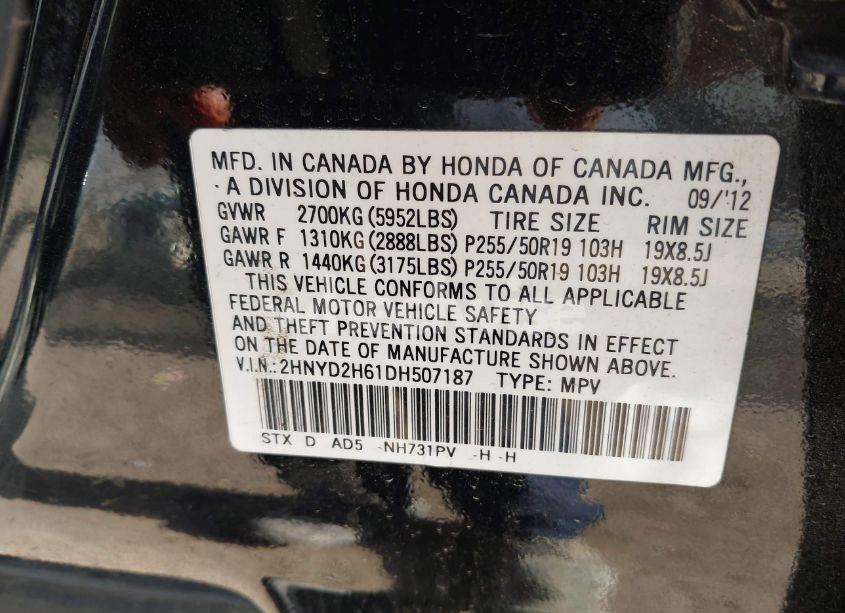 MFD. IN CANADA BY HONDA OF CANADA MFG.,
A DIVISION OF HONDA CANADA INC. 09/'12
GVWR 2700KG (5952LBS) TIRE SIZE RIM SIZE
GAWR F 1310KG (2888LBS) P255/50R19 103H 19X8.5J
GAWR R 1440KG (3175LBS) P255/50R19 103H 19X8.5J
THIS VEHICLE CONFORMS TO ALL APPLICABLE
FEDERAL MOTOR VEHICLE SAFETY
AND THEFT PREVENTION STANDARDS IN EFFECT
ON THE DATE OF MANUFACTURE SHOWN ABOVE.
V.I.N.: 2HNYD2H61DH507187 TYPE: MPV
STX D AD5 -NH731PV -H -H